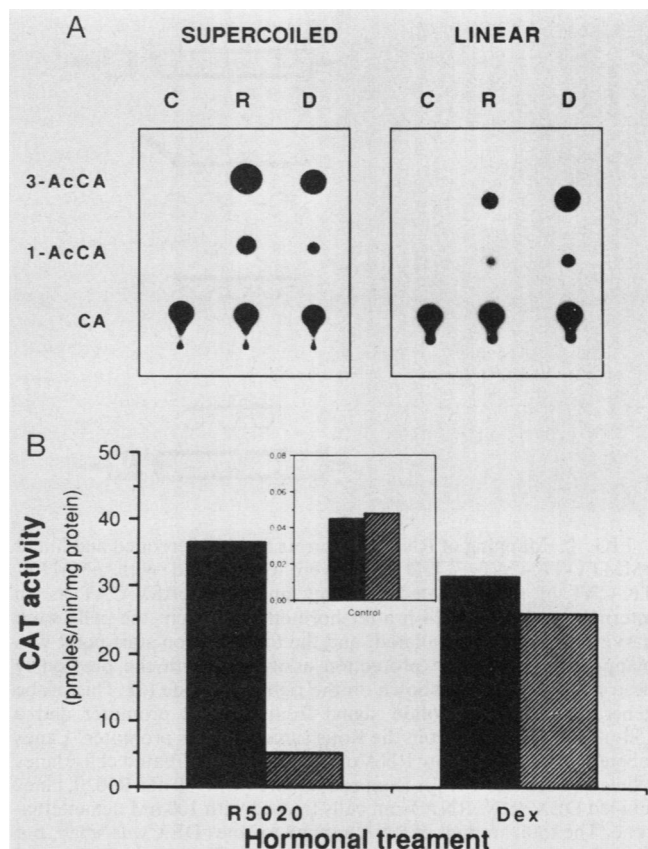 A
SUPERCOILED LINEAR
C R D C R D
3-AcCA
1-AcCA
CA
B
CAT activity
(pmoles/min/mg protein)
50
40
30
20
10
0
0.08
0.06
0.04
0.02
0.00
Control
R5020 Dex
Hormonal treament